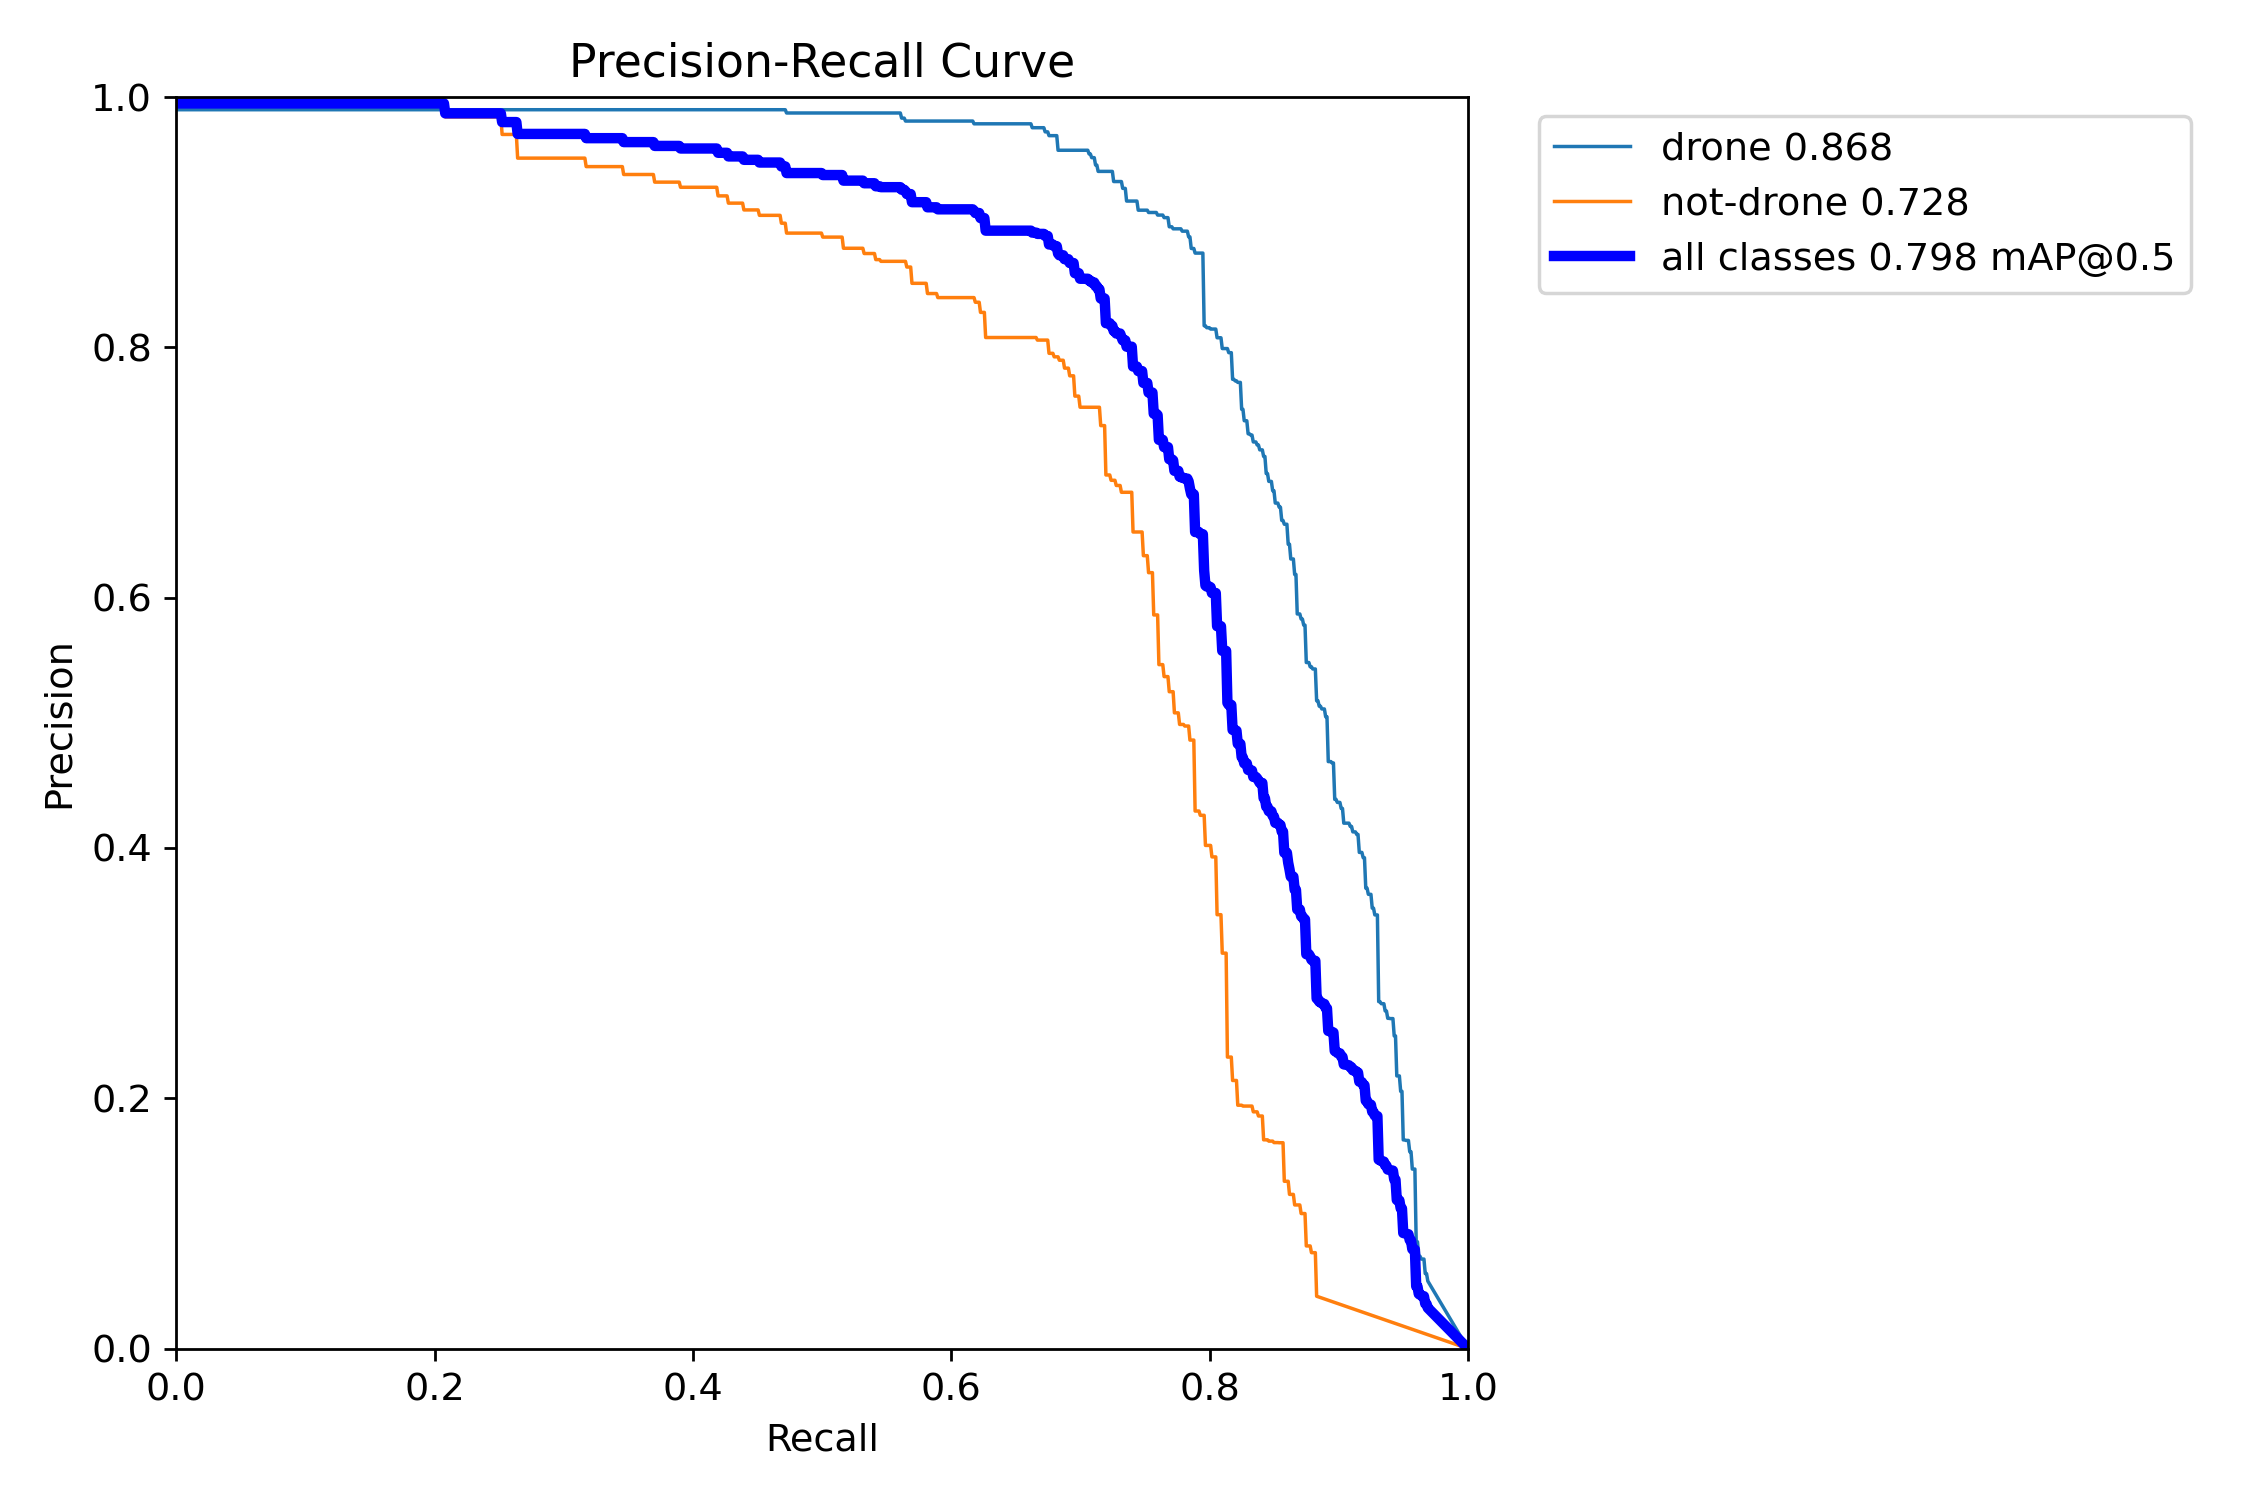 Precision-Recall Curve
1.0
0.8
0.6
0.4
0.2
0.0
Precision
0.0 0.2 0.4 0.6 0.8 1.0
Recall
drone 0.868
not-drone 0.728
all classes 0.798 mAP@0.5